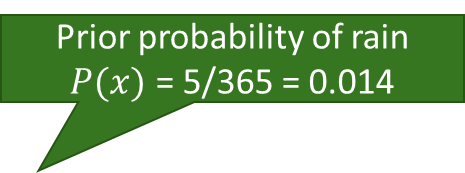 Prior probability of rain
P(x) = 5/365 = 0.014